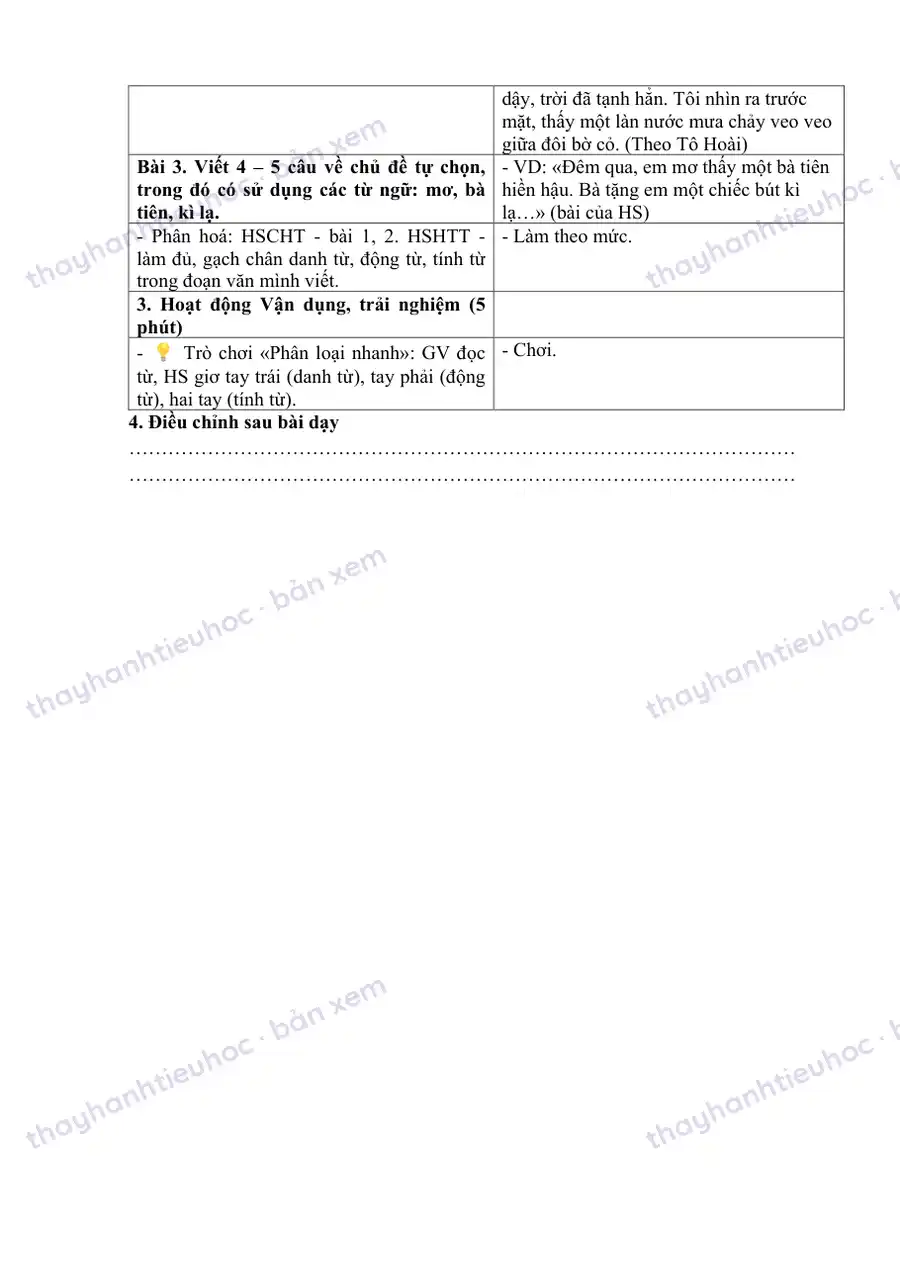 dậy, trời đã tạnh hẳn. Tôi nhìn ra trước
mặt, thấy một làn nước mưa chảy veo veo
giữa đôi bờ cỏ. (Theo Tô Hoài)
Bài 3. Viết 4 – 5 câu về chủ đề tự chọn,
trong đó có sử dụng các từ ngữ: mơ, bà
tiên, kì lạ.
- VD: «Đêm qua, em mơ thấy một bà tiên
hiền hậu. Bà tặng em một chiếc bút kì
lạ…» (bài của HS)
- Phân hoá: HSCHT - bài 1, 2. HSHTT -
làm đủ, gạch chân danh từ, động từ, tính từ
trong đoạn văn mình viết.
- Làm theo mức.
3. Hoạt động Vận dụng, trải nghiệm (5
phút)
- 💡 Trò chơi «Phân loại nhanh»: GV đọc
từ, HS giơ tay trái (danh từ), tay phải (động
từ), hai tay (tính từ).
- Chơi.
4. Điều chỉnh sau bài dạy
……………………………………………………………………………………………
……………………………………………………………………………………………
thayhanhtieuhoc · bản xem
thayhanhtieuhoc · b
thayhanhtieuhoc · bản xem
thayhanhtieuhoc · b
thayhanhtieuhoc · bản xem
thayhanhtieuhoc · b